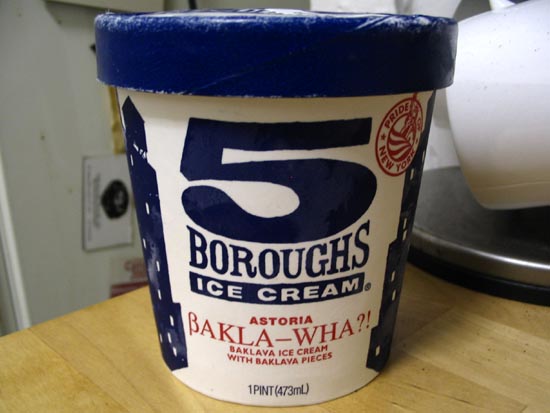 5
BOROUGHS
ICE CREAM®
PRIDE OF
NEW YORK
ASTORIA
βAKLA-WHA?!
BAKLAVA ICE CREAM
WITH BAKLAVA PIECES
1 PINT (473mL)